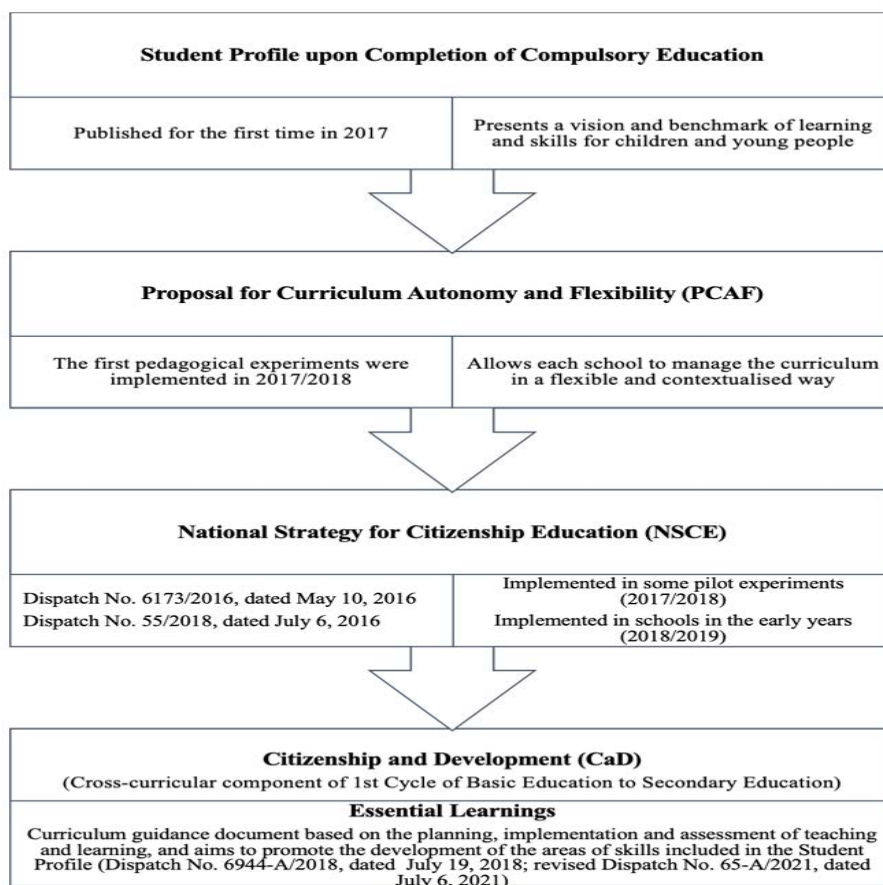 Student Profile upon Completion of Compulsory Education
Published for the first time in 2017
Presents a vision and benchmark of learning
and skills for children and young people
Proposal for Curriculum Autonomy and Flexibility (PCAF)
The first pedagogical experiments were
implemented in 2017/2018
Allows each school to manage the curriculum
in a flexible and contextualised way
National Strategy for Citizenship Education (NSCE)
Dispatch No. 6173/2016, dated May 10, 2016
Dispatch No. 55/2018, dated July 6, 2016
Implemented in some pilot experiments
(2017/2018)
Implemented in schools in the early years
(2018/2019)
Citizenship and Development (CaD)
(Cross-curricular component of 1st Cycle of Basic Education to Secondary Education)
Essential Learnings
Curriculum guidance document based on the planning, implementation and assessment of teaching
and learning, and aims to promote the development of the areas of skills included in the Student
Profile (Dispatch No. 6944-A/2018, dated July 19, 2018; revised Dispatch No. 65-A/2021, dated
July 6, 2021)